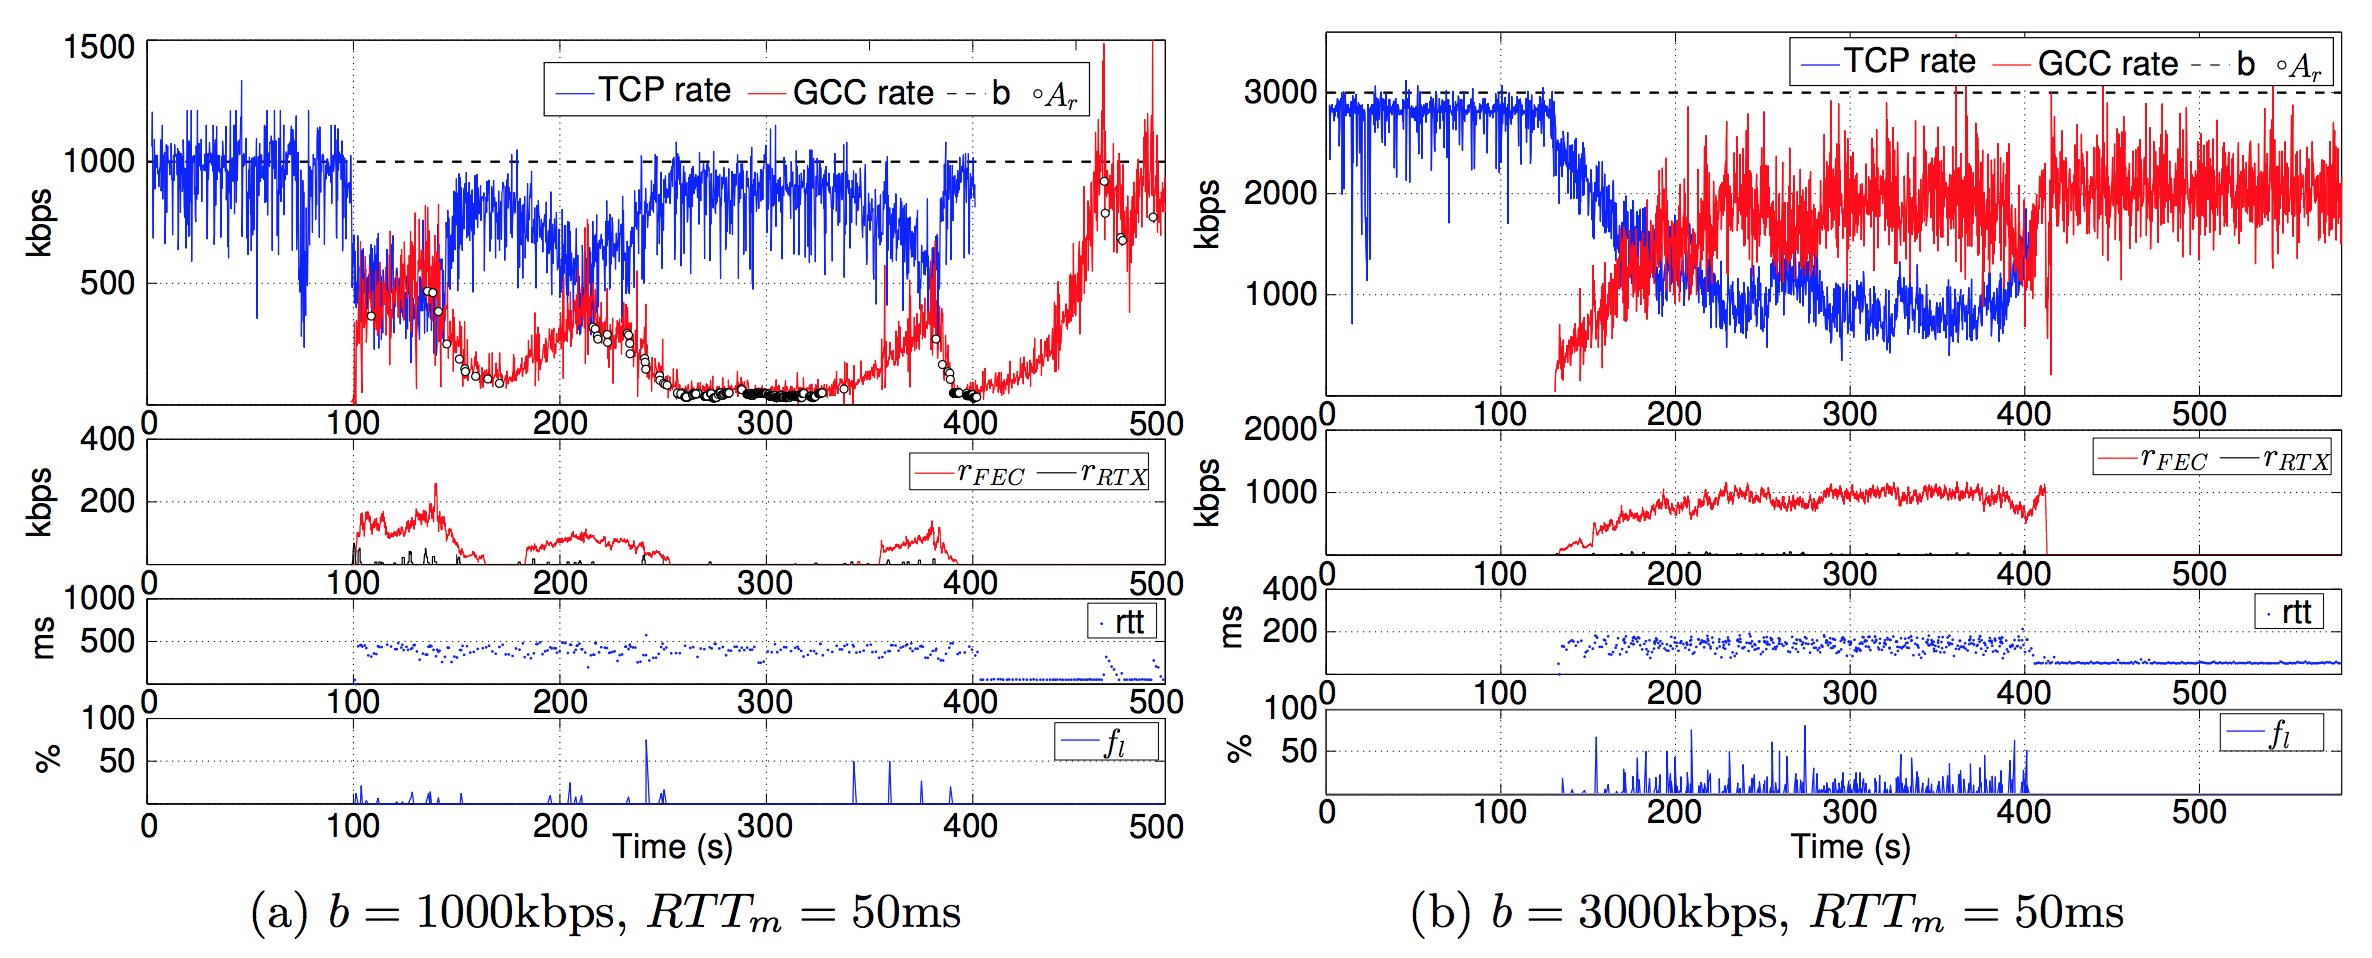 1500
1000
500
kbps
TCP rate GCC rate b A_r
0 100 200 300 400 500
400
200
kbps
r_FEC r_RTX
0 100 200 300 400 500
1000
500
ms
rtt
0 100 200 300 400 500
100
50
%
f_l
0 100 200 300 400 500
Time (s)
(a) b = 1000kbps, RTT_m = 50ms
3000
2000
1000
kbps
TCP rate GCC rate b A_r
0 100 200 300 400 500
2000
1000
kbps
r_FEC r_RTX
0 100 200 300 400 500
400
200
ms
rtt
0 100 200 300 400 500
100
50
%
f_l
0 100 200 300 400 500
Time (s)
(b) b = 3000kbps, RTT_m = 50ms